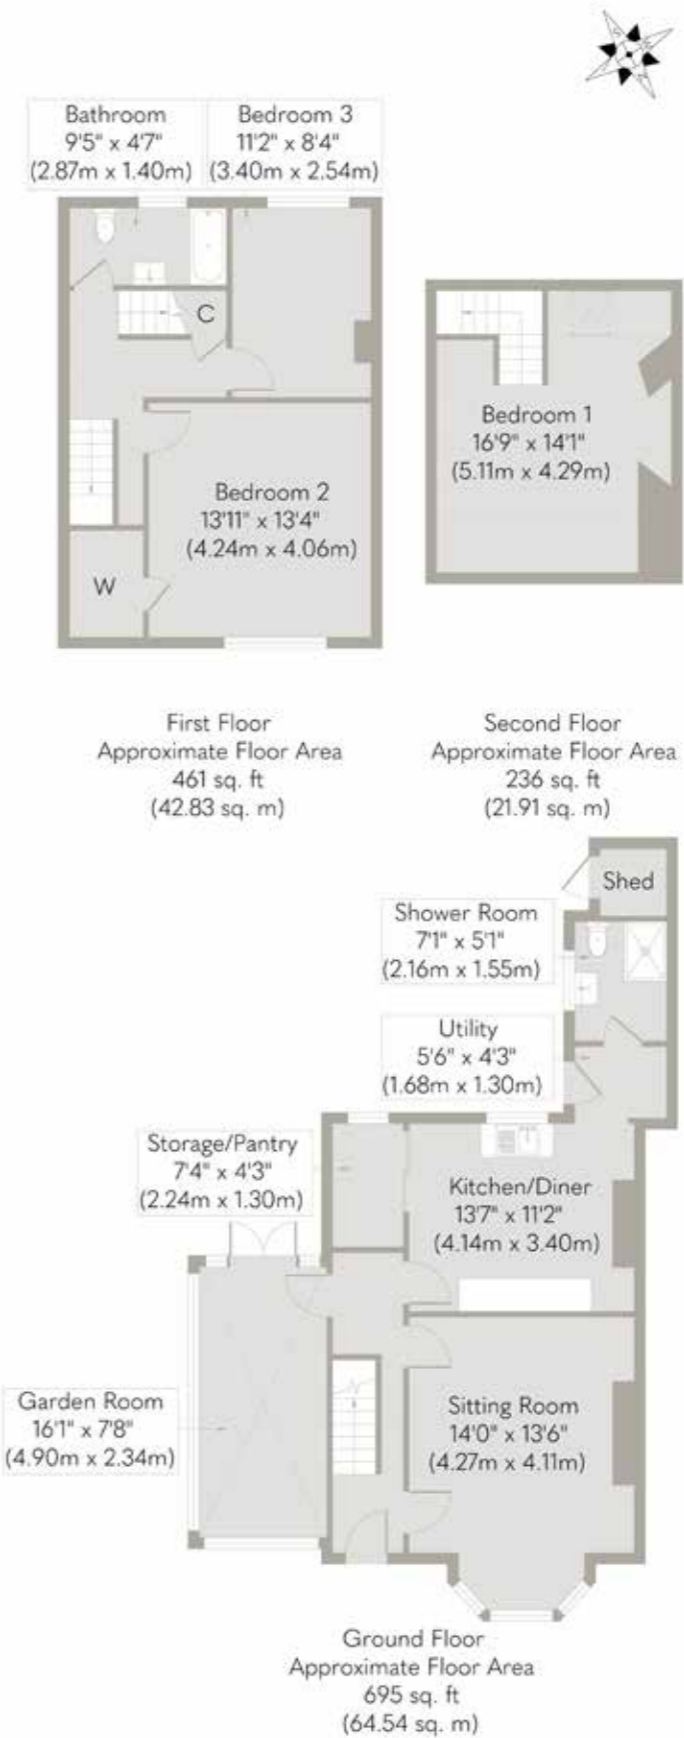 Bathroom
9'5" x 4'7"
(2.87m x 1.40m)
Bedroom 3
11'2" x 8'4"
(3.40m x 2.54m)
C
Bedroom 2
13'11" x 13'4"
(4.24m x 4.06m)
W
Bedroom 1
16'9" x 14'1"
(5.11m x 4.29m)
First Floor
Approximate Floor Area
461 sq. ft
(42.83 sq. m)
Second Floor
Approximate Floor Area
236 sq. ft
(21.91 sq. m)
Shed
Shower Room
7'1" x 5'1"
(2.16m x 1.55m)
Utility
5'6" x 4'3"
(1.68m x 1.30m)
Storage/Pantry
7'4" x 4'3"
(2.24m x 1.30m)
Kitchen/Diner
13'7" x 11'2"
(4.14m x 3.40m)
Garden Room
16'1" x 7'8"
(4.90m x 2.34m)
Sitting Room
14'0" x 13'6"
(4.27m x 4.11m)
Ground Floor
Approximate Floor Area
695 sq. ft
(64.54 sq. m)